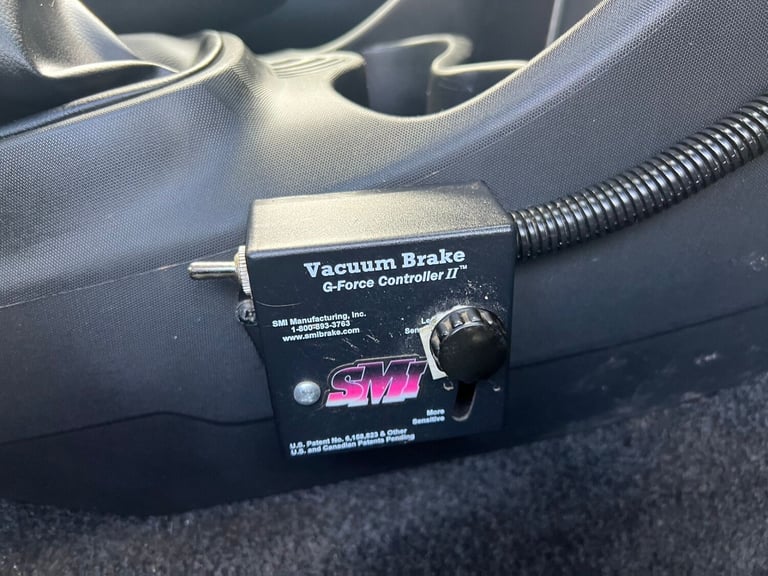 Vacuum Brake
G-Force Controller II™
SMI Manufacturing, Inc.
1-800-893-3763
www.smibrake.com
SMI
More
Sensitive
U.S. Patent No. 6,158,823 & Other
U.S. and Canadian Patents Pending